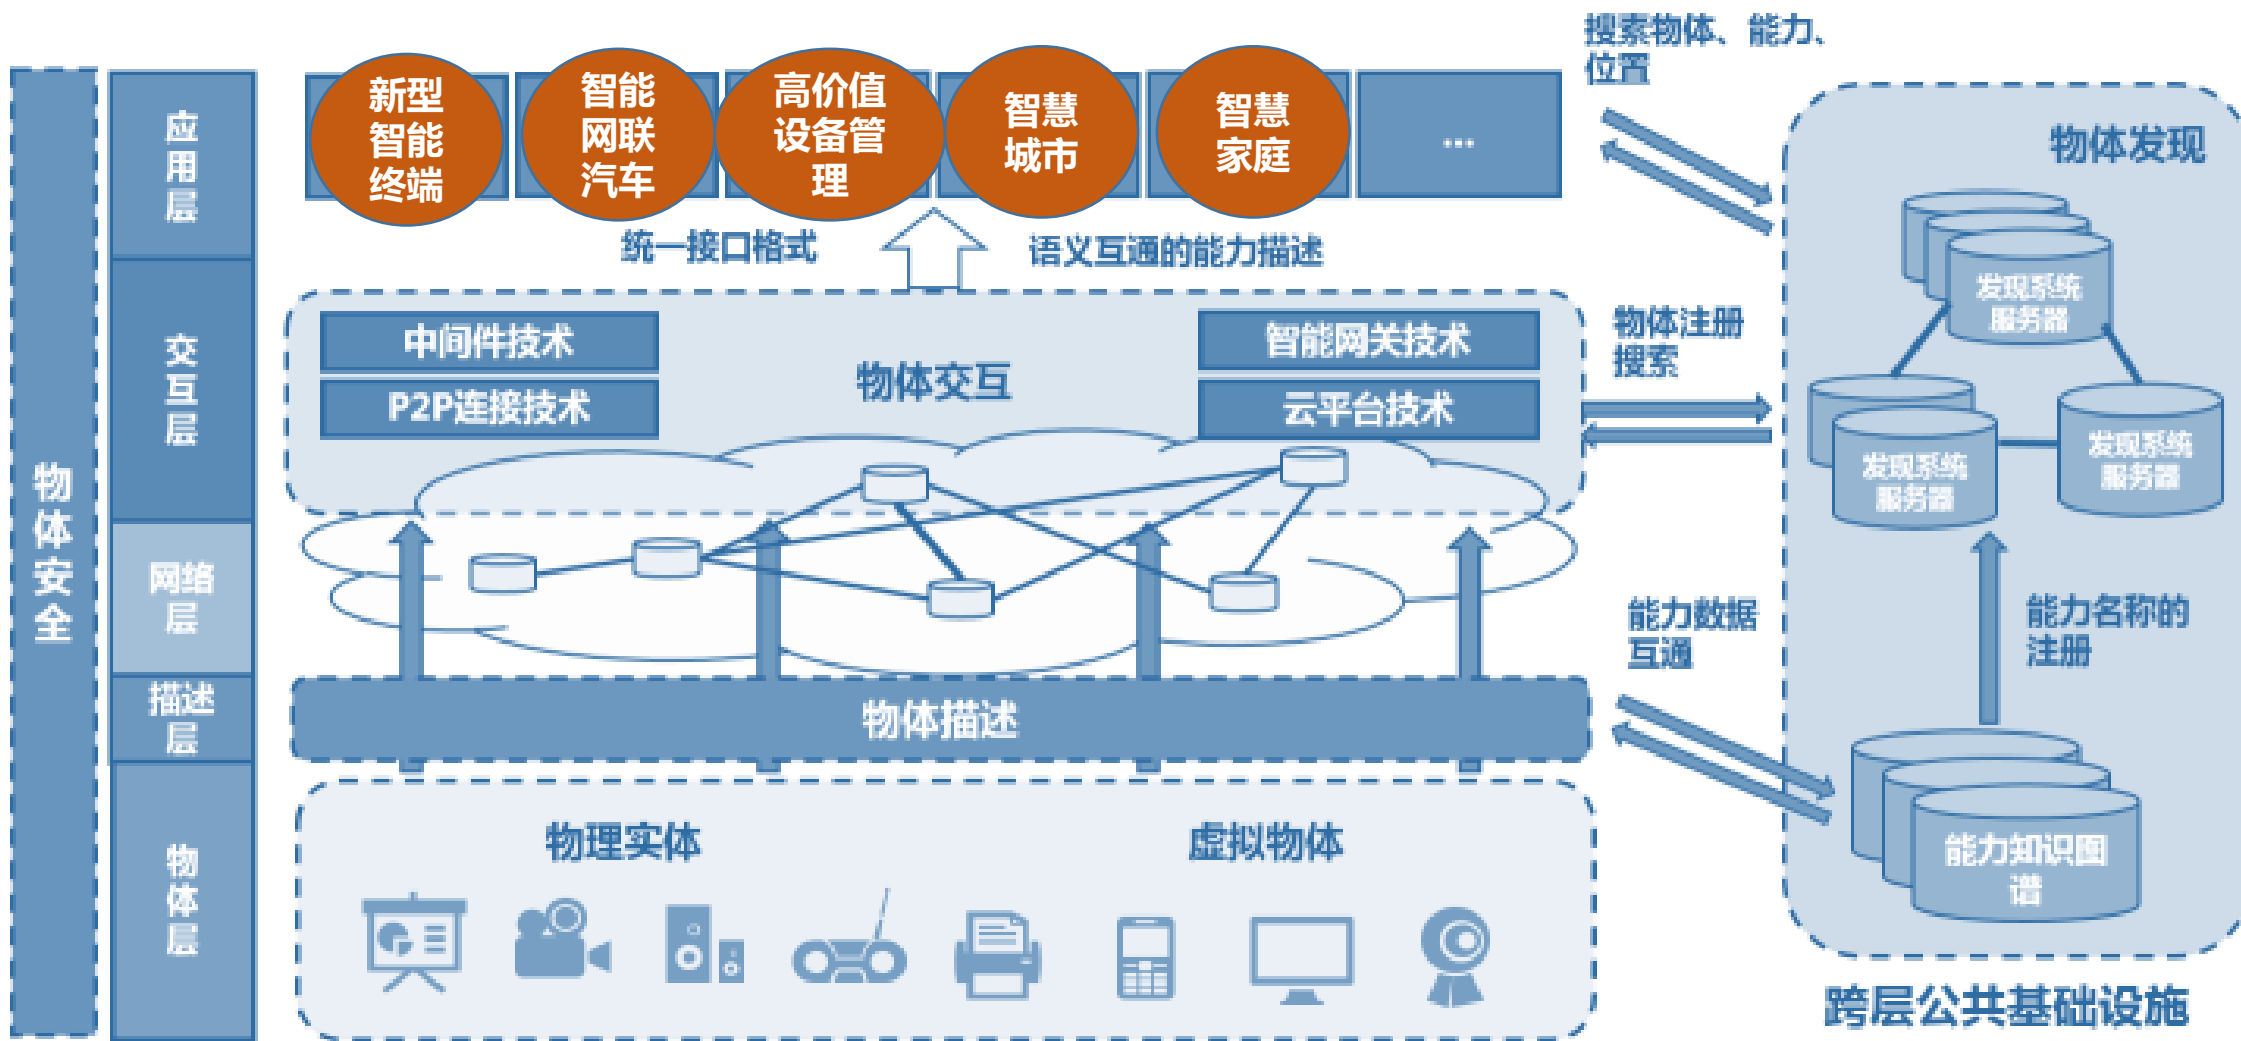 物
体
安
全
应
用
层
交
互
层
网络
层
描述
层
物
体
层
新型
智能
终端
智能
网联
汽车
高价值
设备管
理
智慧
城市
智慧
家庭
...
统一接口格式
语义互通的能力描述
中间件技术
P2P连接技术
物体交互
智能网关技术
云平台技术
物体描述
物理实体
虚拟物体
搜索物体、能力、
位置
物体注册
搜索
能力数据
互通
物体发现
发现系统
服务器
发现系统
服务器
发现系统
服务器
能力名称的
注册
能力知识图
谱
跨层公共基础设施